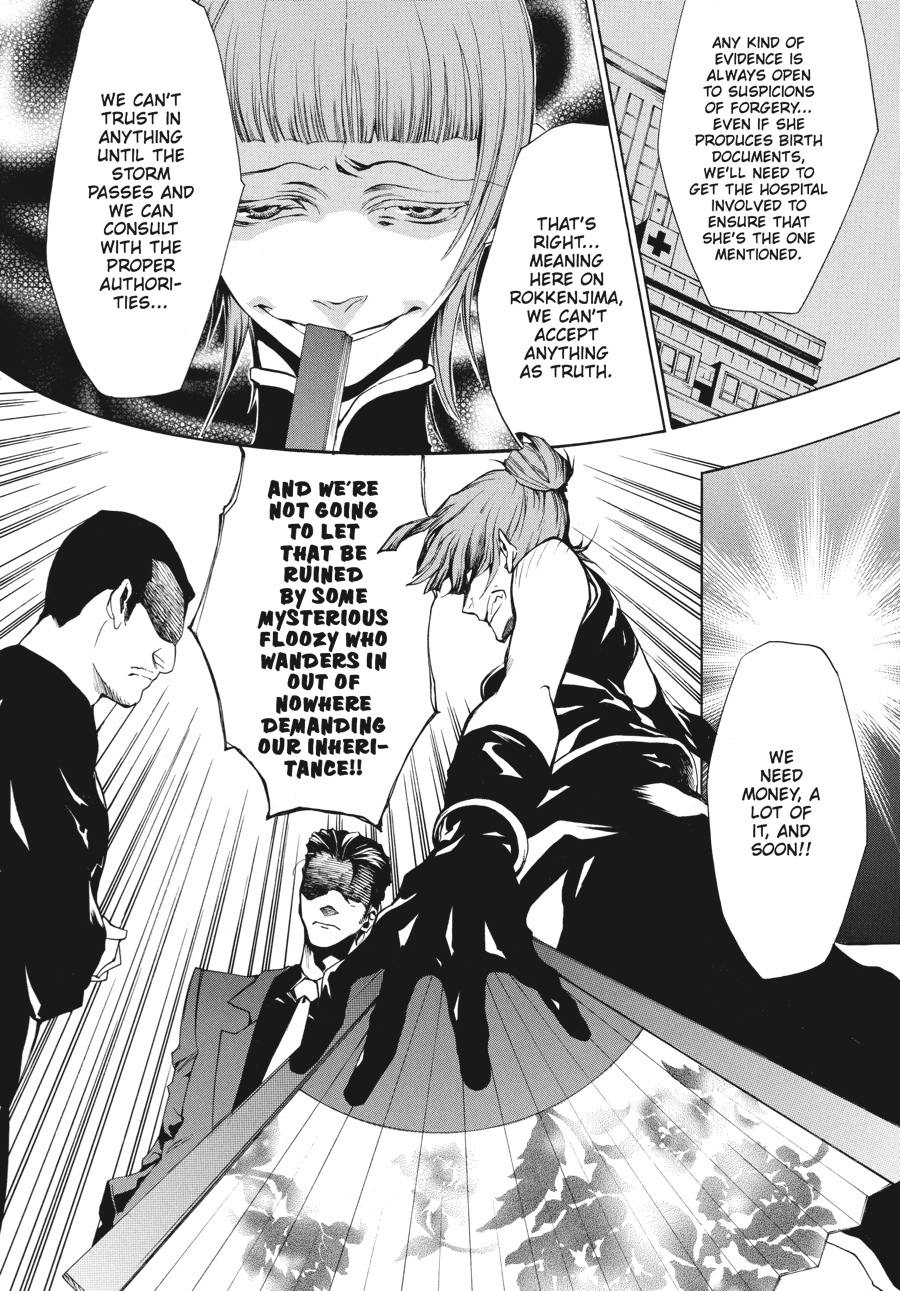 ANY KIND OF
EVIDENCE IS
ALWAYS OPEN
TO SUSPICIONS
OF FORGERY...
EVEN IF SHE
PRODUCES BIRTH
DOCUMENTS,
WE'LL NEED TO
GET THE HOSPITAL
INVOLVED TO
ENSURE THAT
SHE'S THE ONE
MENTIONED.
THAT'S
RIGHT...
MEANING
HERE ON
ROKKENJIMA,
WE CAN'T
ACCEPT
ANYTHING
AS TRUTH.
WE CAN'T
TRUST IN
ANYTHING
UNTIL THE
STORM
PASSES AND
WE CAN
CONSULT
WITH THE
PROPER
AUTHORI-
TIES...
WE
NEED
MONEY, A
LOT OF
IT, AND
SOON!!
AND WE'RE
NOT GOING
TO LET
THAT BE
RUINED
BY SOME
MYSTERIOUS
FLOOZY WHO
WANDERS IN
OUT OF
NOWHERE
DEMANDING
OUR INHERI-
TANCE!!